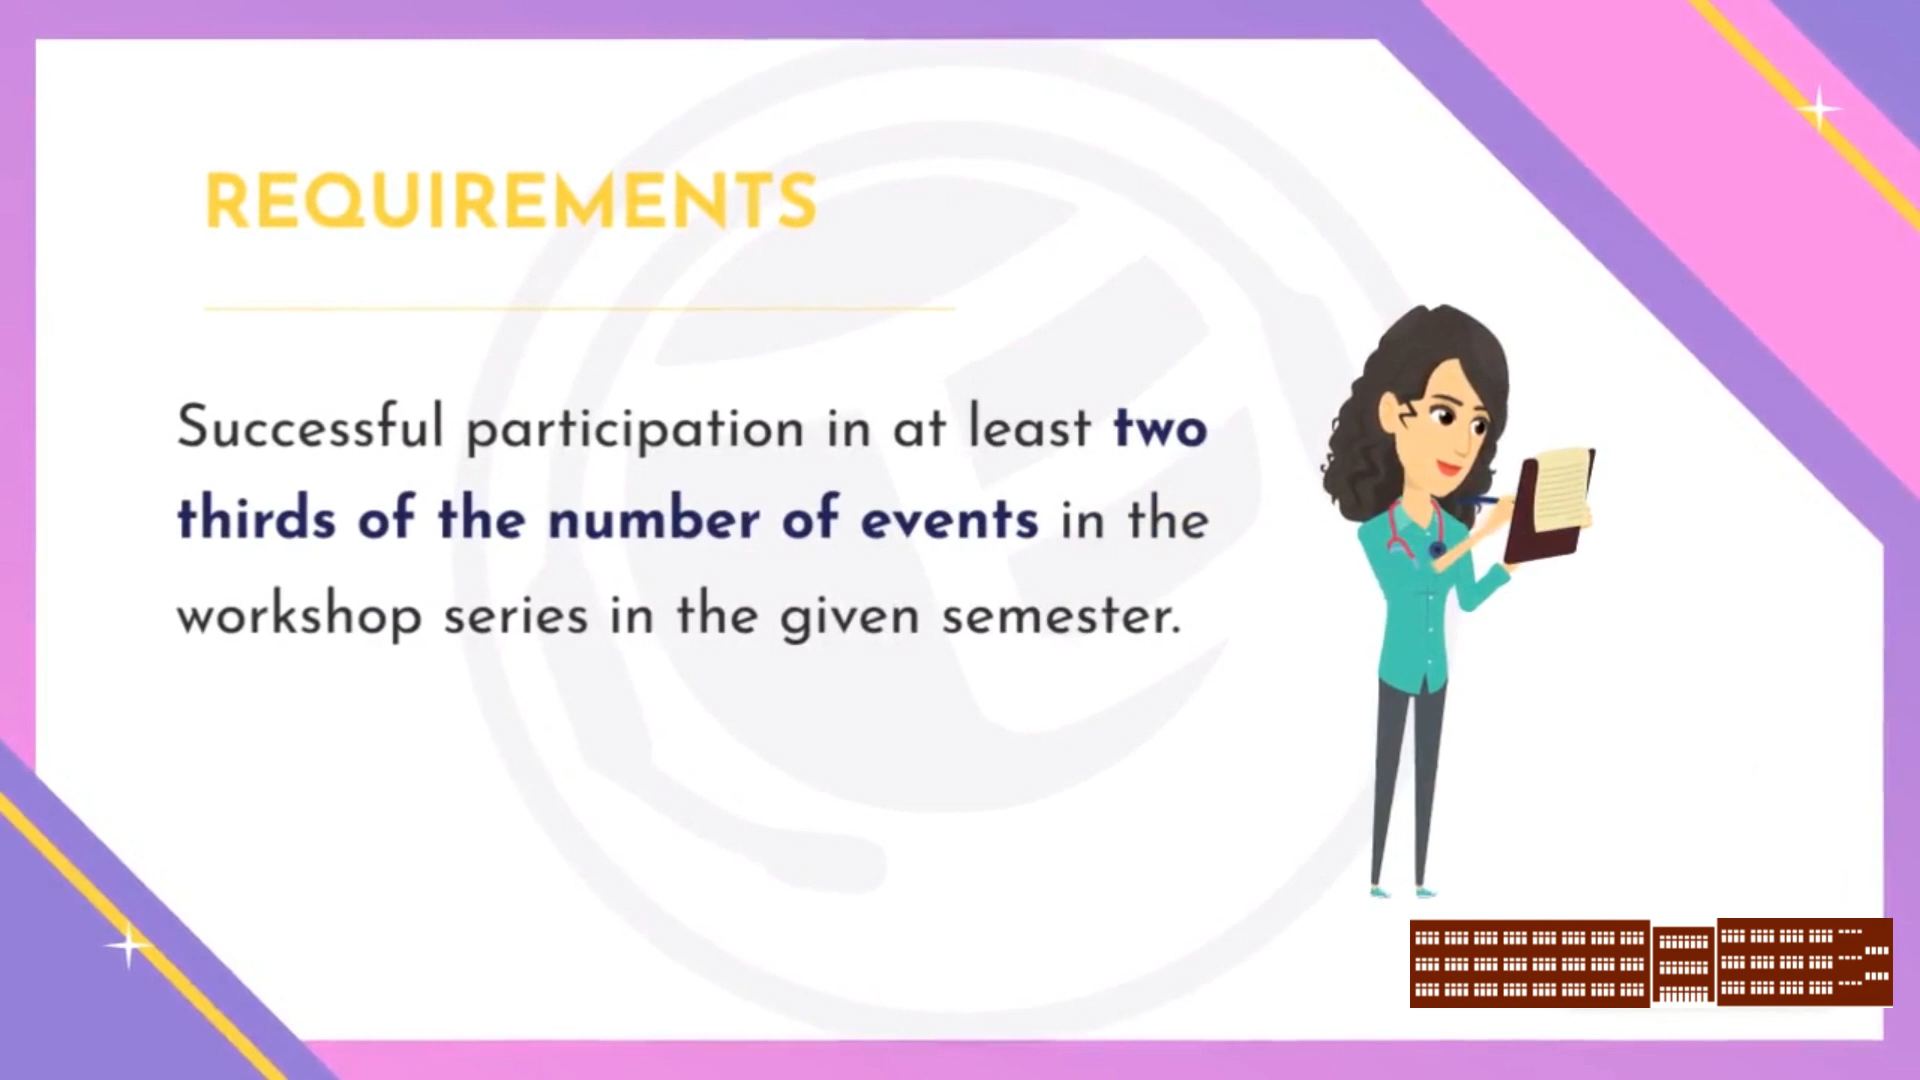 REQUIREMENTS
Successful participation in at least two
thirds of the number of events in the
workshop series in the given semester.